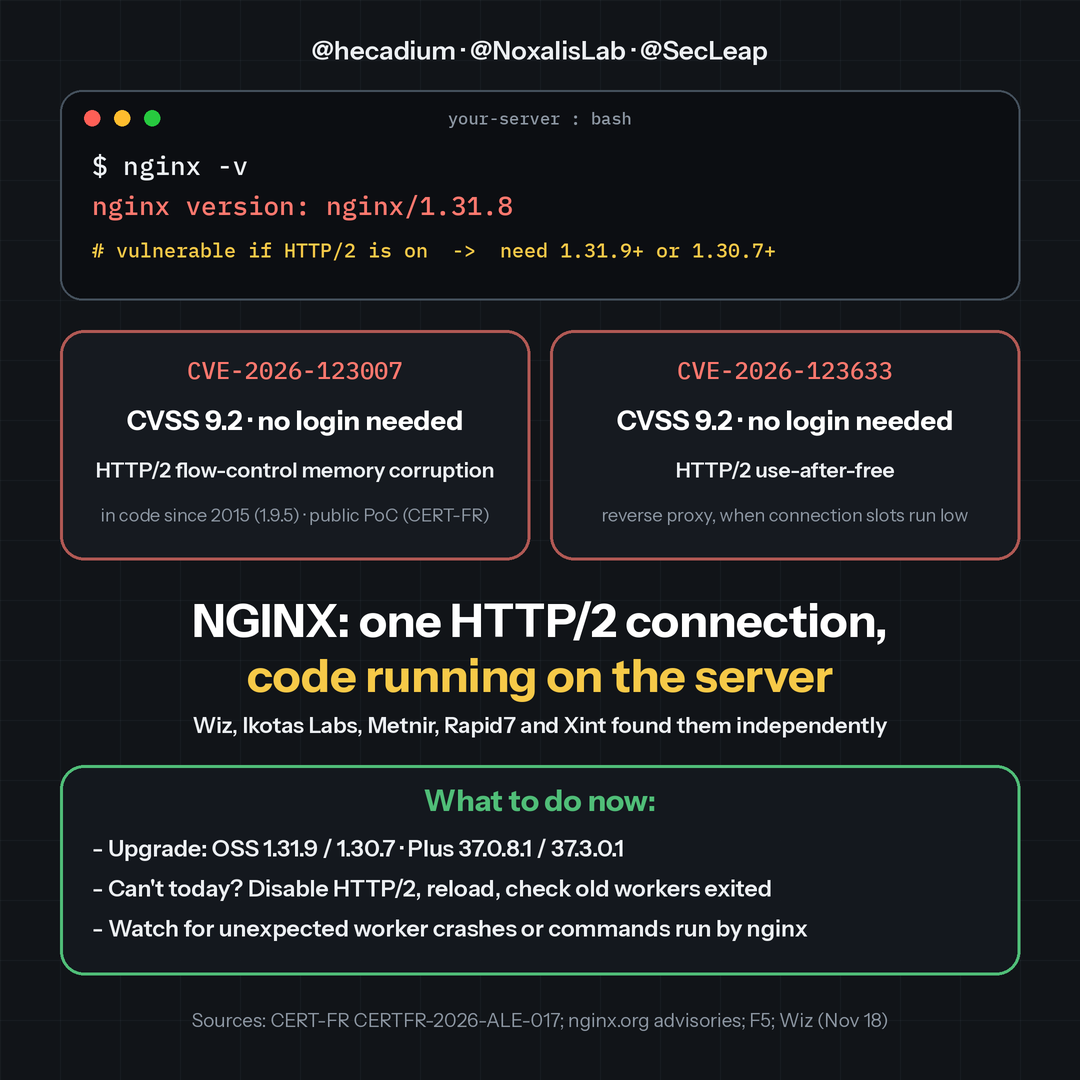 @hecadium · @NoxalisLab · @SecLeap
your-server : bash
$ nginx -v
nginx version: nginx/1.31.8
# vulnerable if HTTP/2 is on -> need 1.31.9+ or 1.30.7+
CVE-2026-123007
CVSS 9.2 · no login needed
HTTP/2 flow-control memory corruption
in code since 2015 (1.9.5) · public PoC (CERT-FR)
CVE-2026-123633
CVSS 9.2 · no login needed
HTTP/2 use-after-free
reverse proxy, when connection slots run low
NGINX: one HTTP/2 connection,
code running on the server
Wiz, Ikotas Labs, Metnir, Rapid7 and Xint found them independently
What to do now:
- Upgrade: OSS 1.31.9 / 1.30.7 · Plus 37.0.8.1 / 37.3.0.1
- Can't today? Disable HTTP/2, reload, check old workers exited
- Watch for unexpected worker crashes or commands run by nginx
Sources: CERT-FR CERTFR-2026-ALE-017; nginx.org advisories; F5; Wiz (Nov 18)